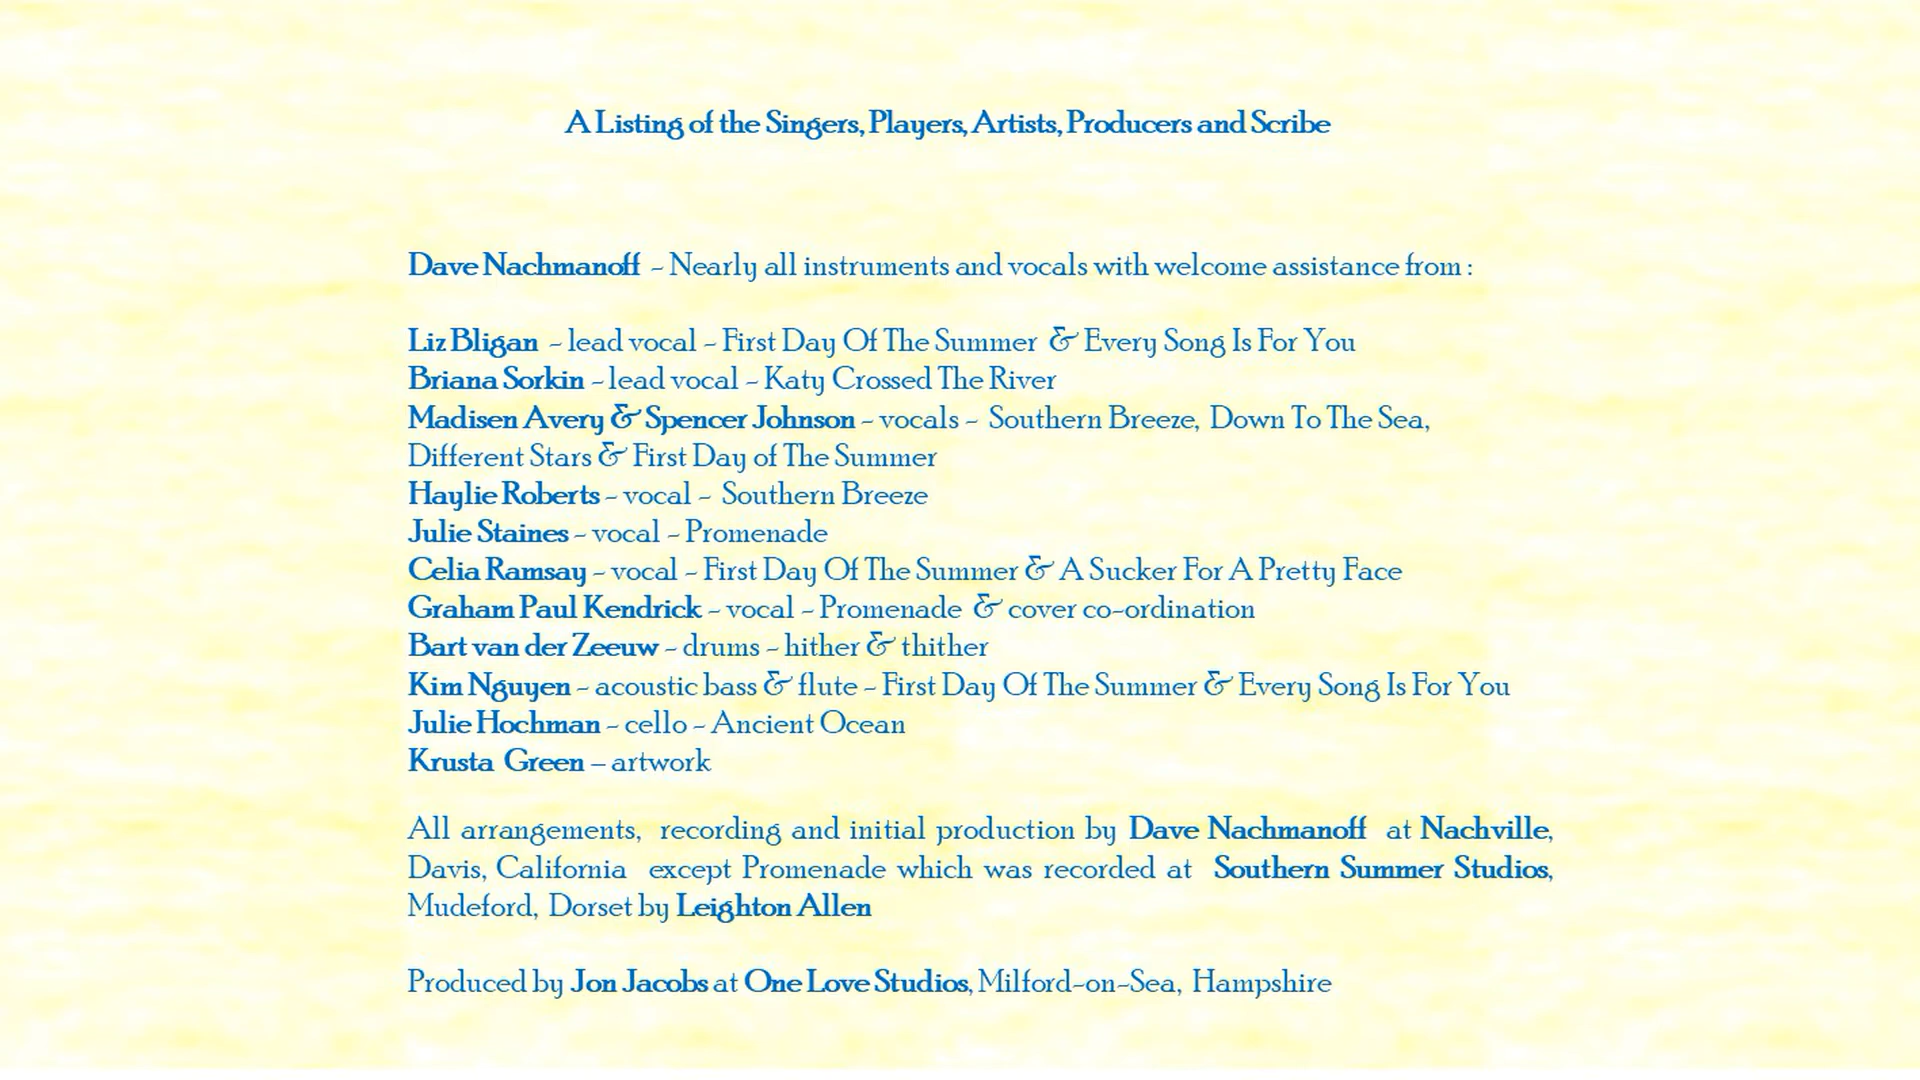 A Listing of the Singers, Players, Artists, Producers and Scribe
Dave Nachmanoff - Nearly all instruments and vocals with welcome assistance from :
Liz Bligan - lead vocal - First Day Of The Summer & Every Song Is For You
Briana Sorkin - lead vocal - Katy Crossed The River
Madisen Avery & Spencer Johnson - vocals - Southern Breeze, Down To The Sea,
Different Stars & First Day of The Summer
Haylie Roberts - vocal - Southern Breeze
Julie Staines - vocal - Promenade
Celia Ramsay - vocal - First Day Of The Summer & A Sucker For A Pretty Face
Graham Paul Kendrick - vocal - Promenade & cover co-ordination
Bart van der Zeeuw - drums - hither & thither
Kim Nguyen - acoustic bass & flute - First Day Of The Summer & Every Song Is For You
Julie Hochman - cello - Ancient Ocean
Krusta Green – artwork
All arrangements, recording and initial production by Dave Nachmanoff at Nachville,
Davis, California except Promenade which was recorded at Southern Summer Studios,
Mudeford, Dorset by Leighton Allen
Produced by Jon Jacobs at One Love Studios, Milford-on-Sea, Hampshire